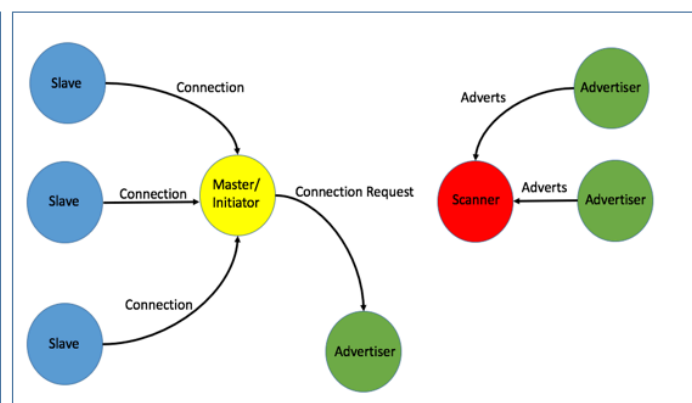 Slave
Connection
Slave
Connection
Master/
Initiator
Connection Request
Slave
Connection
Advertiser
Advertiser
Adverts
Scanner
Adverts
Advertiser